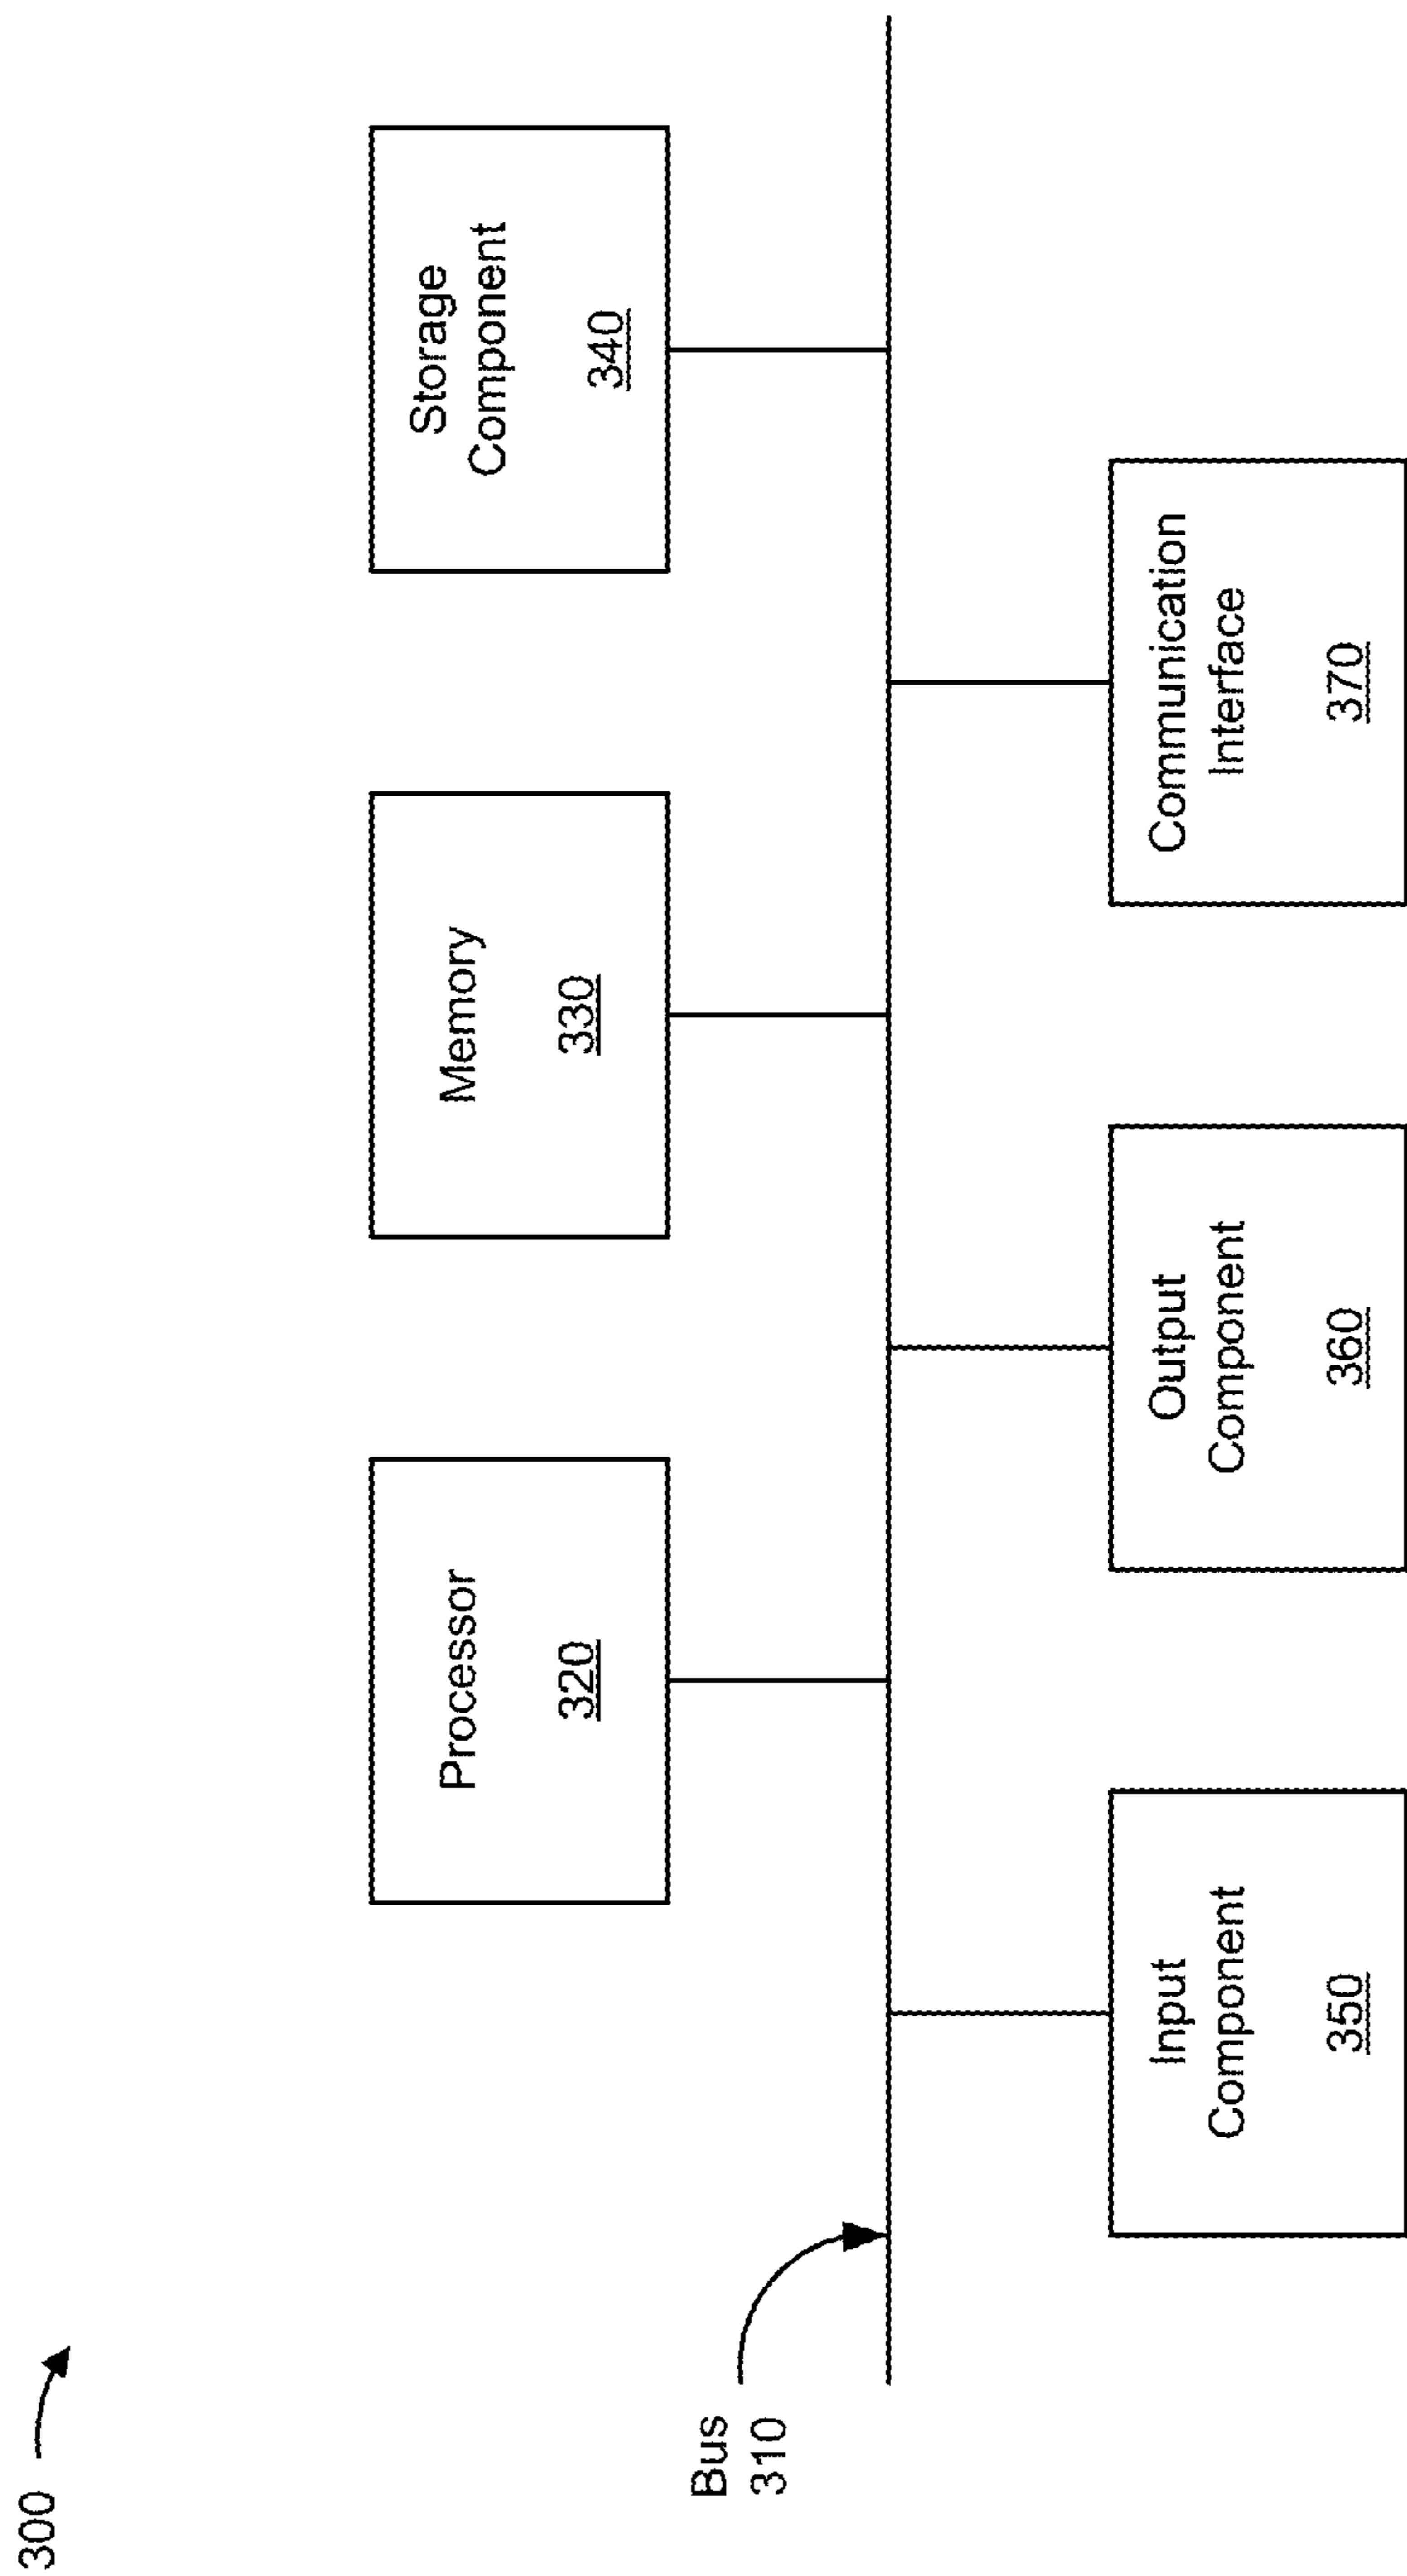 300
Processor
320
Memory
330
Storage
Component
340
Bus
310
Input
Component
350
Output
Component
360
Communication
Interface
370